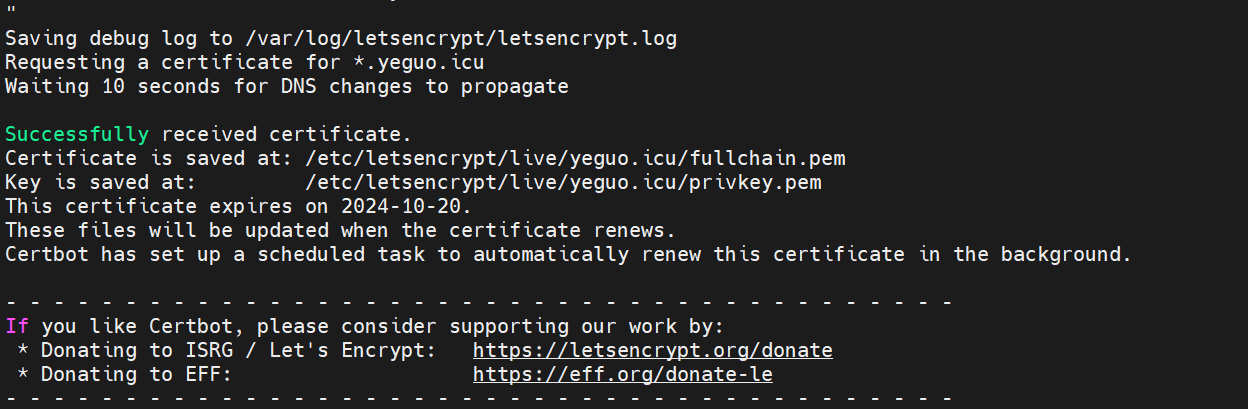 "
Saving debug log to /var/log/letsencrypt/letsencrypt.log
Requesting a certificate for *.yeguo.icu
Waiting 10 seconds for DNS changes to propagate
Successfully received certificate.
Certificate is saved at: /etc/letsencrypt/live/yeguo.icu/fullchain.pem
Key is saved at:         /etc/letsencrypt/live/yeguo.icu/privkey.pem
This certificate expires on 2024-10-20.
These files will be updated when the certificate renews.
Certbot has set up a scheduled task to automatically renew this certificate in the background.
- - - - - - - - - - - - - - - - - - - - - - - - - - - - - - - - - - - - - - - -
If you like Certbot, please consider supporting our work by:
 * Donating to ISRG / Let's Encrypt:   https://letsencrypt.org/donate
 * Donating to EFF:                    https://eff.org/donate-le
- - - - - - - - - - - - - - - - - - - - - - - - - - - - - - - - - - - - - - - -